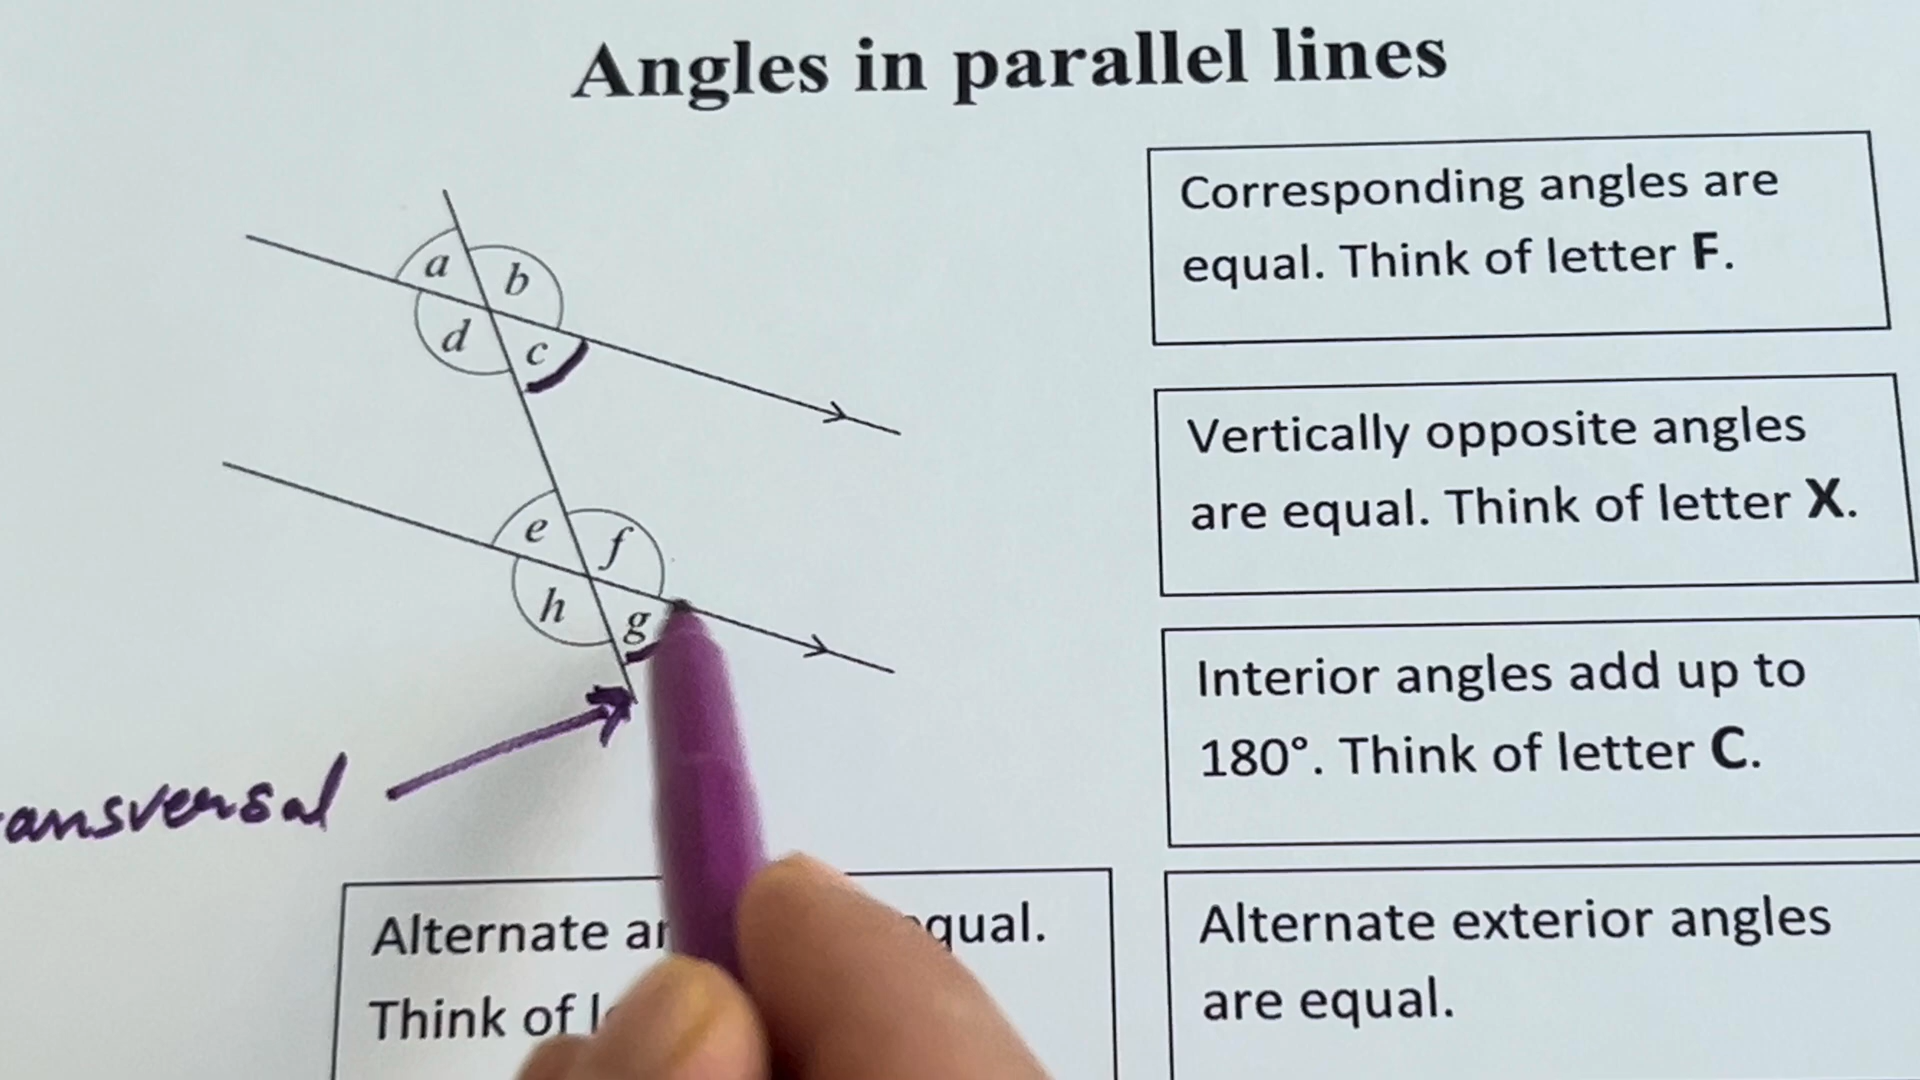 Angles in parallel lines
Corresponding angles are
equal. Think of letter F.
a
b
d
c
Vertically opposite angles
are equal. Think of letter X.
e
f
h
g
Interior angles add up to
180°. Think of letter C.
ansversal
Alternate qual.
Think of
Alternate exterior angles
are equal.